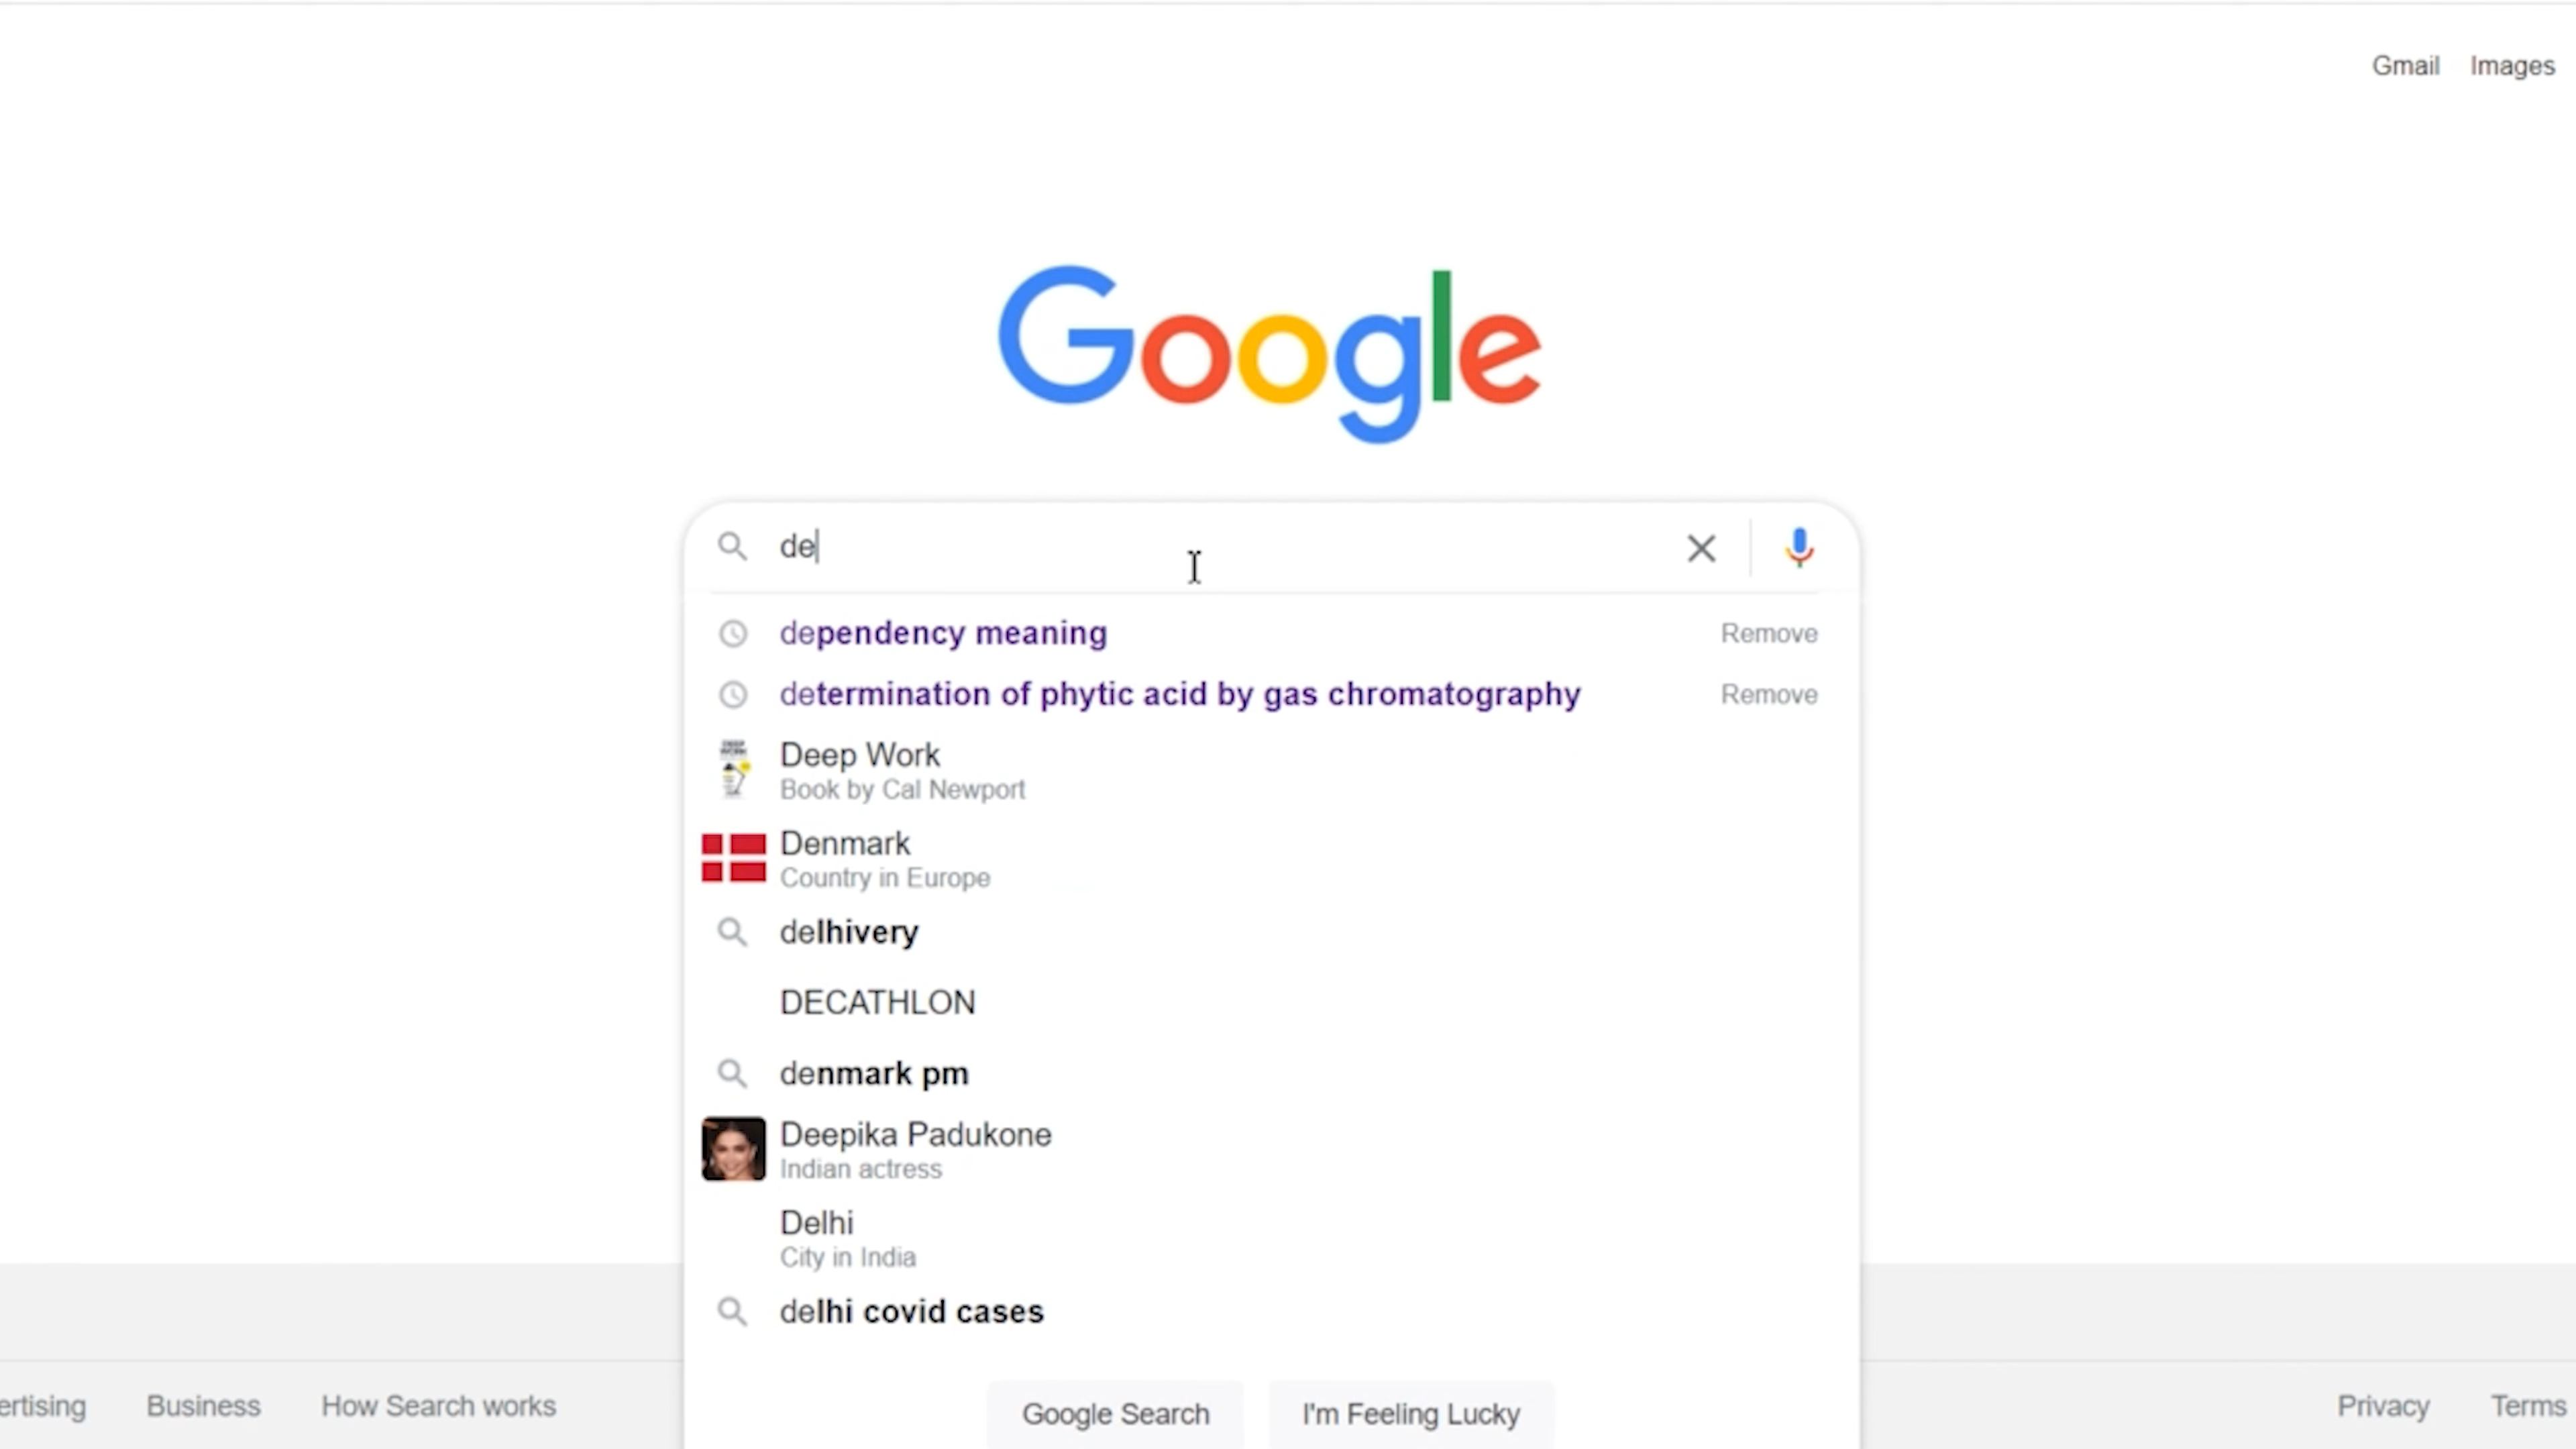 Gmail Images
Google
de
dependency meaning Remove
determination of phytic acid by gas chromatography Remove
Deep Work
Book by Cal Newport
Denmark
Country in Europe
delhivery
DECATHLON
denmark pm
Deepika Padukone
Indian actress
Delhi
City in India
delhi covid cases
Google Search I'm Feeling Lucky
ertising Business How Search works Privacy Terms